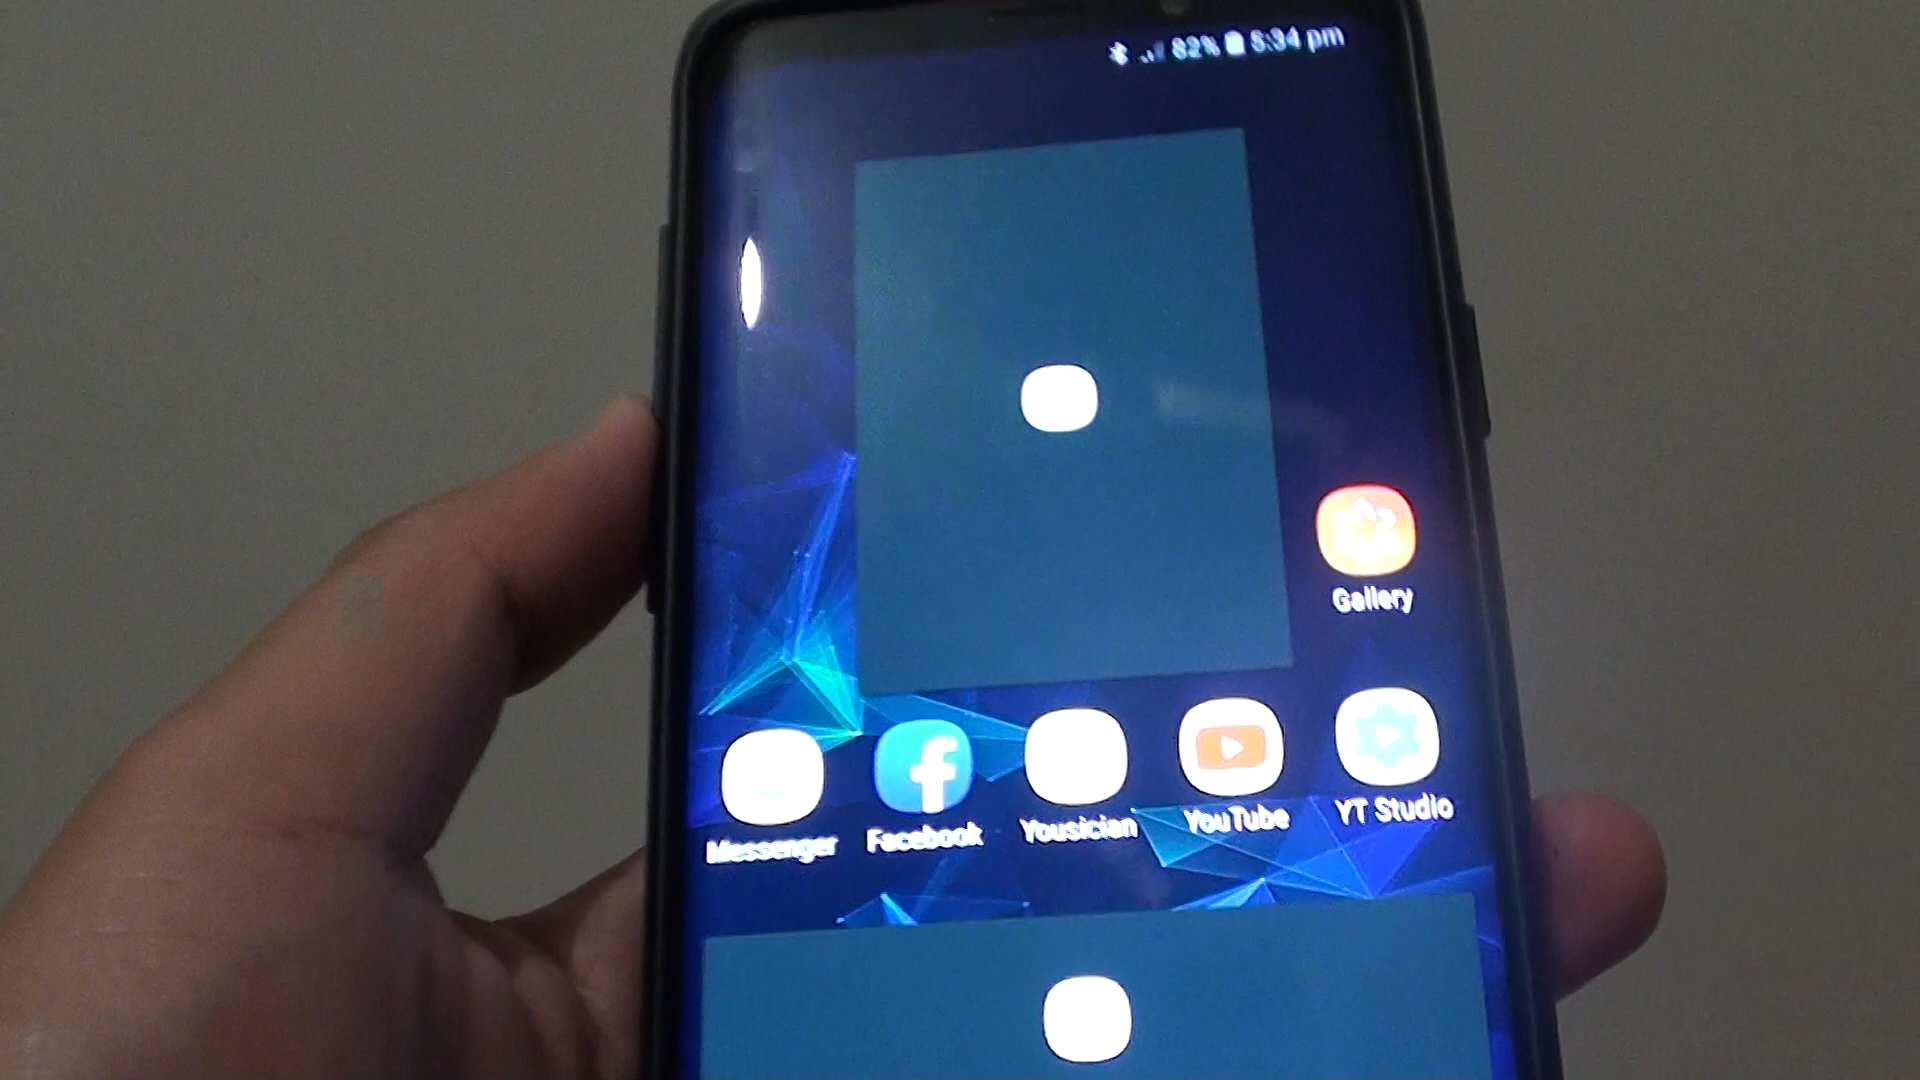 82% 5:34 pm
Gallery
Messenger
Facebook
Yousician
YouTube
YT Studio